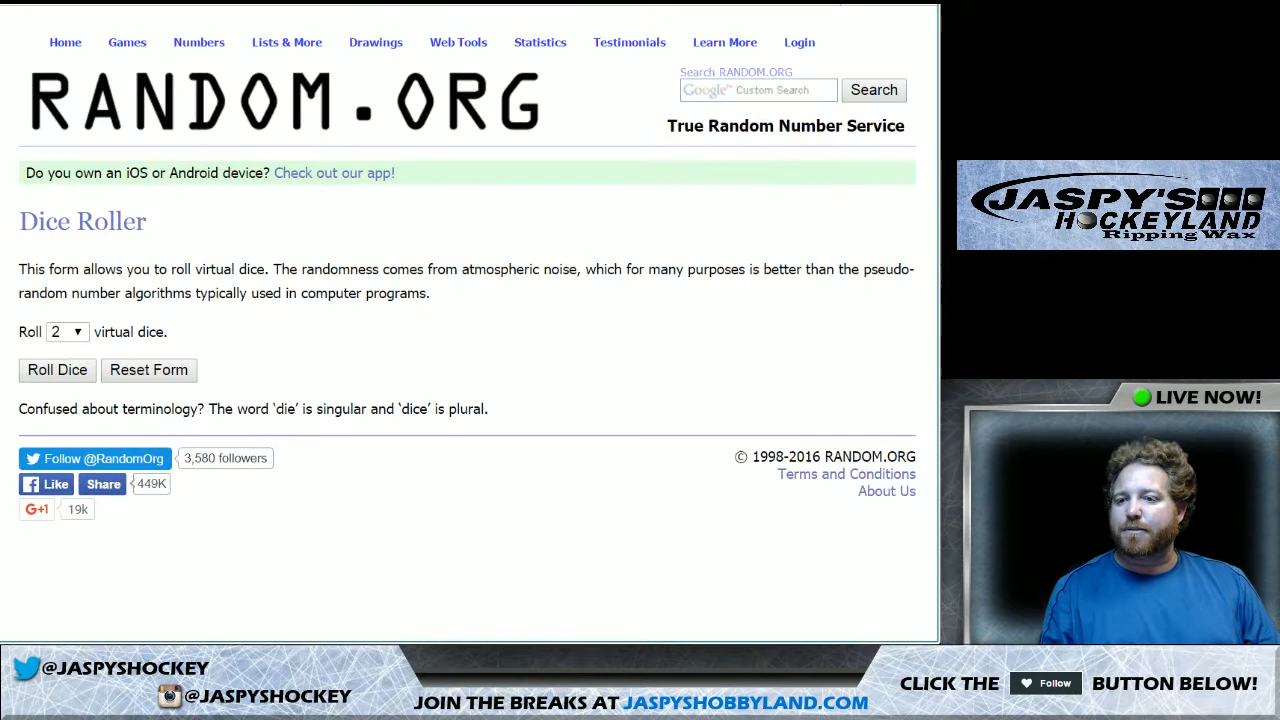 Home Games Numbers Lists & More Drawings Web Tools Statistics Testimonials Learn More Login
RANDOM.ORG
Search RANDOM.ORG
Google™ Custom Search Search
True Random Number Service
Do you own an iOS or Android device? Check out our app!
Dice Roller
This form allows you to roll virtual dice. The randomness comes from atmospheric noise, which for many purposes is better than the pseudo-
random number algorithms typically used in computer programs.
Roll 2 virtual dice.
Roll Dice Reset Form
Confused about terminology? The word ‘die’ is singular and ‘dice’ is plural.
Follow @RandomOrg 3,580 followers
Like Share 449K
G+1 19k
© 1998-2016 RANDOM.ORG
Terms and Conditions
About Us
JASPY'S
HOCKEYLAND
Ripping Wax
LIVE NOW!
@JASPYSHOCKEY
@JASPYSHOCKEY
JOIN THE BREAKS AT JASPYSHOBBYLAND.COM
CLICK THE Follow BUTTON BELOW!